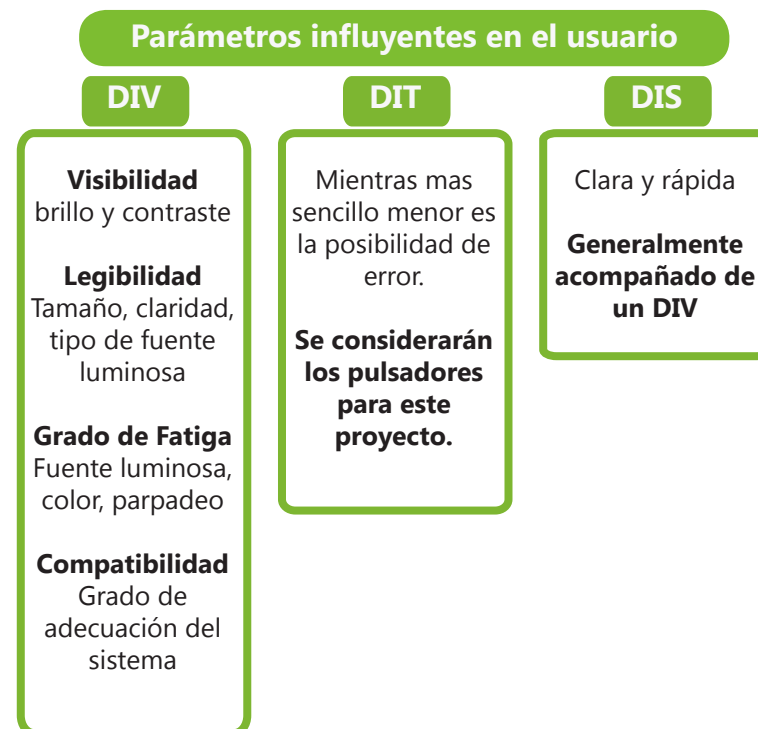 Parámetros influyentes en el usuario
DIV
Visibilidad
brillo y contraste
Legibilidad
Tamaño, claridad,
tipo de fuente
luminosa
Grado de Fatiga
Fuente luminosa,
color, parpadeo
Compatibilidad
Grado de
adecuación del
sistema
DIT
Mientras mas
sencillo menor es
la posibilidad de
error.
Se considerarán
los pulsadores
para este
proyecto.
DIS
Clara y rápida
Generalmente
acompañado de
un DIV